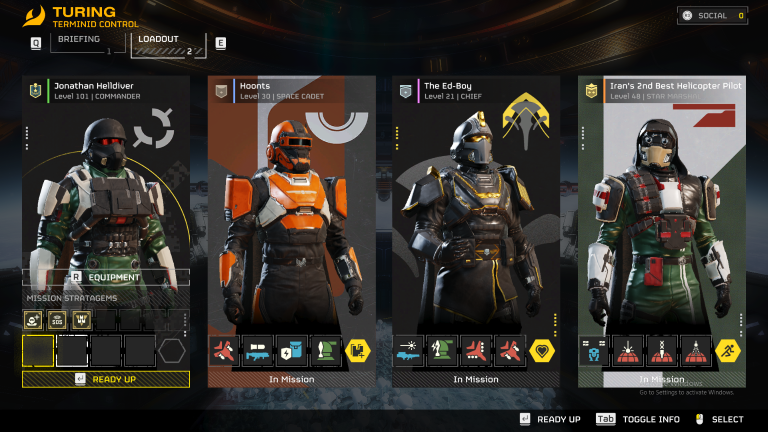 TURING
TERMINID CONTROL
SOCIAL 0
Q
BRIEFING
1
LOADOUT
2
E
Jonathan Helldiver
Level 101 | COMMANDER
Hoonts
Level 30 | SPACE CADET
The Ed-Boy
Level 21 | CHIEF
Iran's 2nd Best Helicopter Pilot
Level 48 | STAR MARSHAL
R EQUIPMENT
MISSION STRATAGEMS
SOS
READY UP
In Mission
In Mission
In Mission
Go to Settings to activate Windows.
READY UP
Tab TOGGLE INFO
SELECT